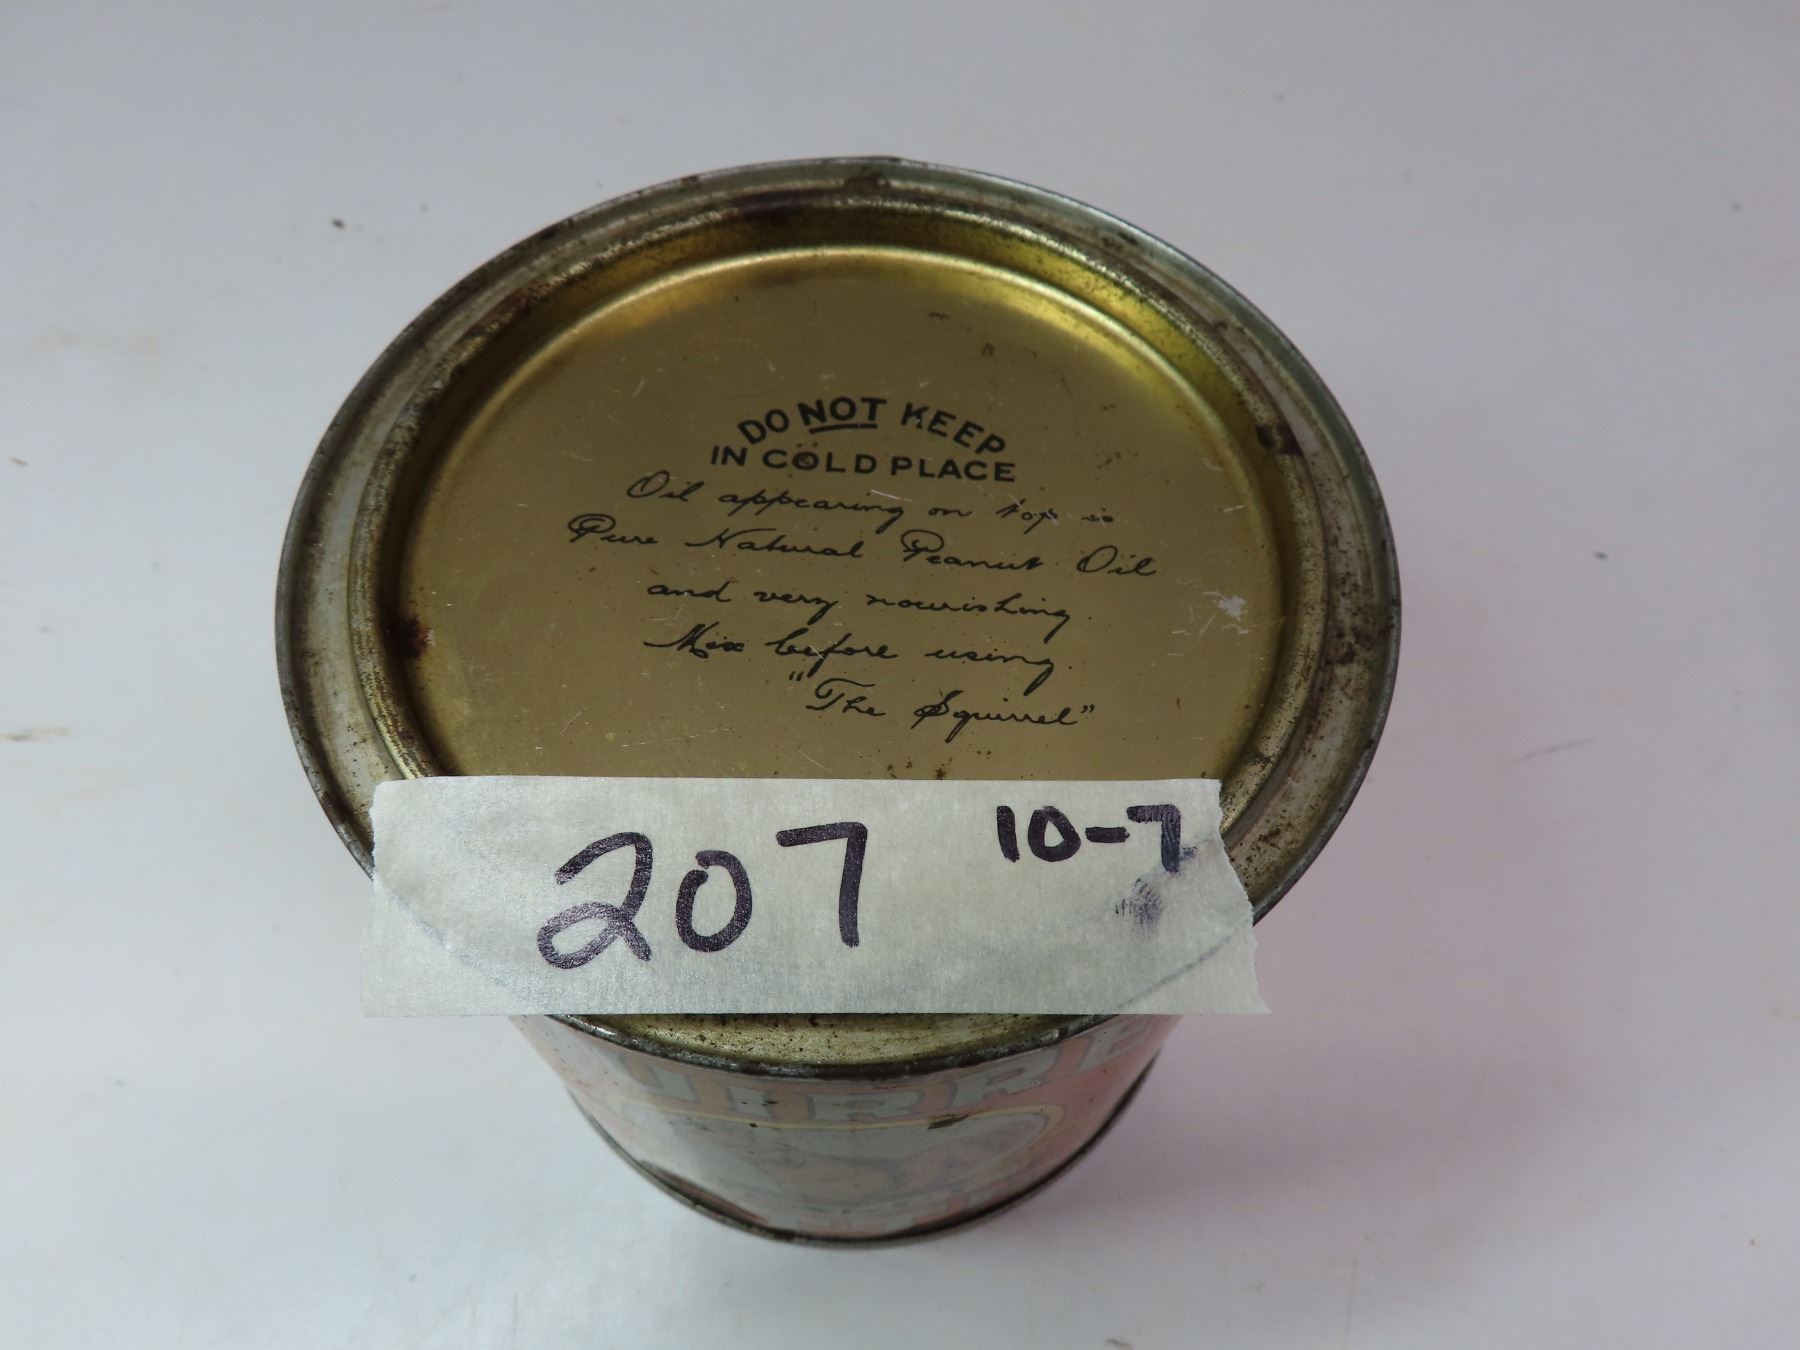 DO NOT KEEP
IN COLD PLACE
Oil appearing on top is
Pure Natural Peanut Oil
and very nourishing
Mix before using.
"The Squirrel"
207 10-7